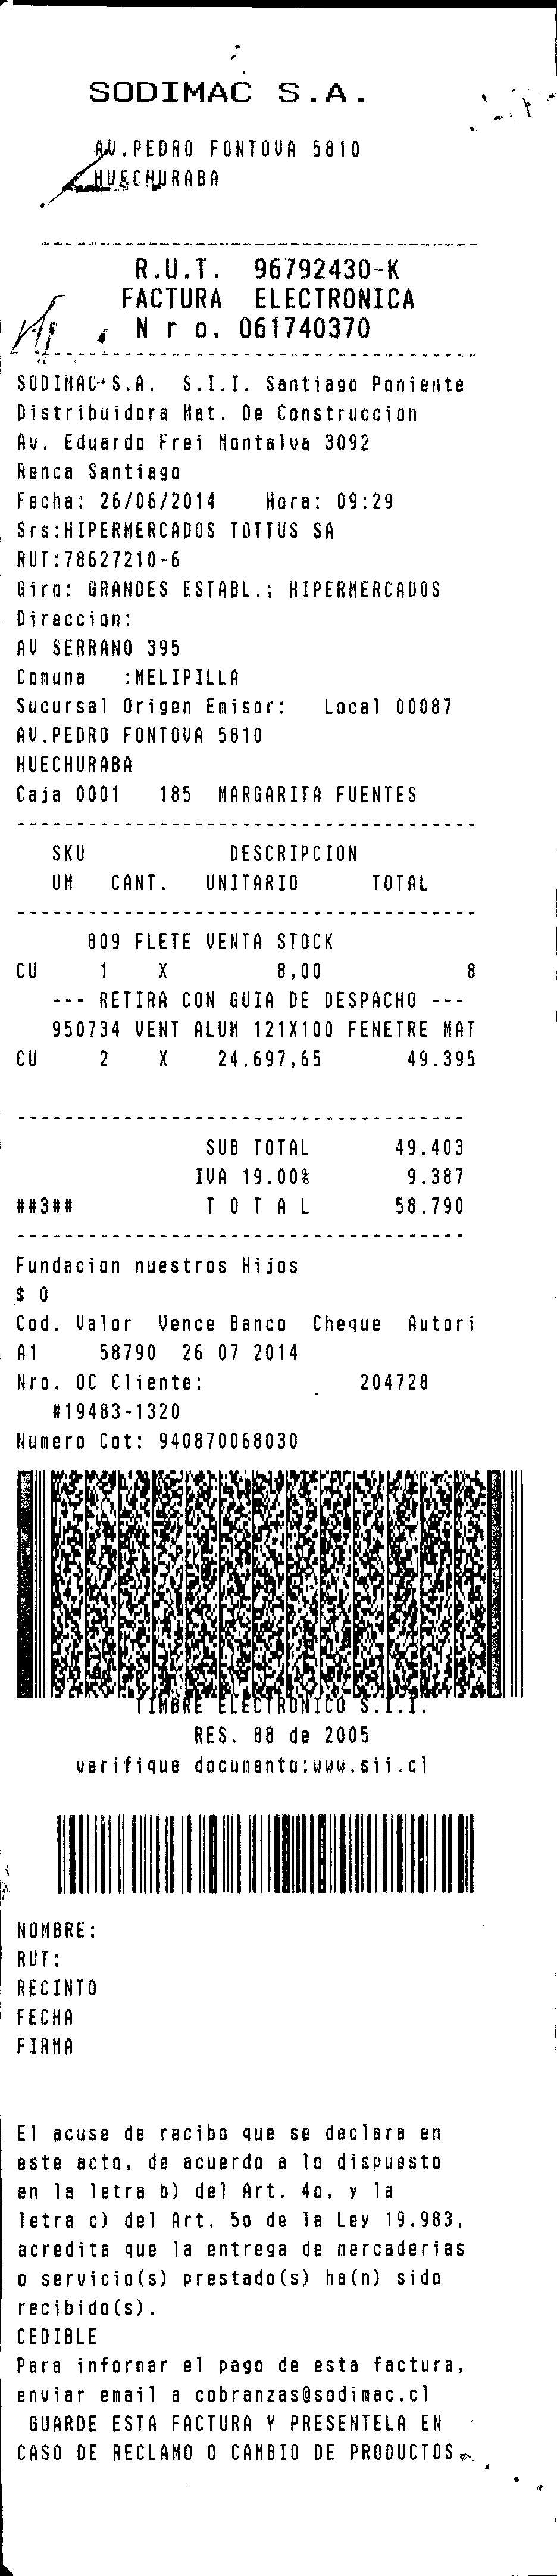 SODIMAC S.A.
AV.PEDRO FONTOVA 5810
HUECHURABA
R.U.T. 96792430-K
FACTURA ELECTRONICA
N r o. 061740370
SODIMAC S.A. S.I.I. Santiago Poniente
Distribuidora Mat. De Construccion
Av. Eduardo Frei Montalva 3092
Renca Santiago
Fecha: 26/06/2014 Hora: 09:29
Srs:HIPERMERCADOS TOTTUS SA
RUT:78627210-6
Giro: GRANDES ESTABL.; HIPERMERCADOS
Direccion:
AV SERRANO 395
Comuna :MELIPILLA
Sucursal Origen Emisor: Local 00087
AV.PEDRO FONTOVA 5810
HUECHURABA
Caja 0001 185 MARGARITA FUENTES
SKU DESCRIPCION
UM CANT. UNITARIO TOTAL
809 FLETE VENTA STOCK
CU 1 X 8,00 8
--- RETIRA CON GUIA DE DESPACHO ---
950734 VENT ALUM 121X100 FENETRE MAT
CU 2 X 24.697,65 49.395
SUB TOTAL 49.403
IVA 19.00% 9.387
##3## T O T A L 58.790
Fundacion nuestros Hijos
$ 0
Cod. Valor Vence Banco Cheque Autori
A1 58790 26 07 2014
Nro. OC Cliente: 204728
#19483-1320
Numero Cot: 940870068030
TIMBRE ELECTRONICO S.I.I.
RES. 88 de 2005
verifique documento:www.sii.cl
NOMBRE:
RUT:
RECINTO
FECHA
FIRMA
El acuse de recibo que se declara en
este acto, de acuerdo a lo dispuesto
en la letra b) del Art. 4o, y la
letra c) del Art. 5o de la Ley 19.983,
acredita que la entrega de mercaderias
o servicio(s) prestado(s) ha(n) sido
recibido(s).
CEDIBLE
Para informar el pago de esta factura,
enviar email a cobranzas@sodimac.cl
GUARDE ESTA FACTURA Y PRESENTELA EN
CASO DE RECLAMO O CAMBIO DE PRODUCTOS